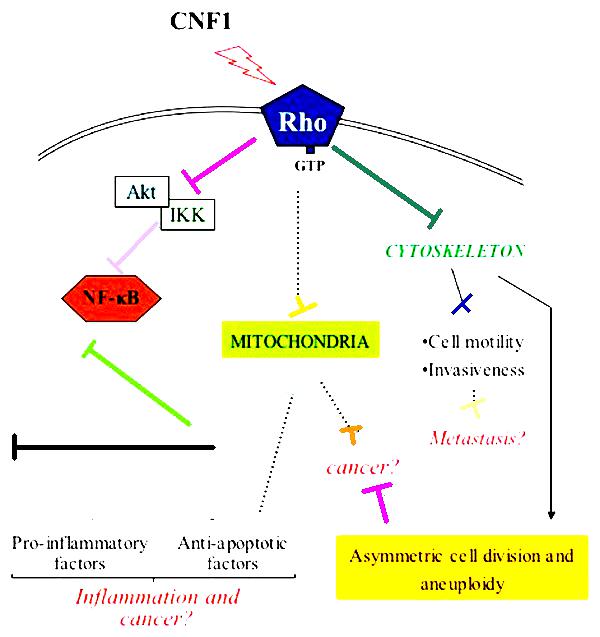 CNF1
Rho
GTP
Akt
IKK
CYTOSKELETON
NF-κB
MITOCHONDRIA
•Cell motility
•Invasiveness
Metastasis?
cancer?
Pro-inflammatory
factors
Anti-apoptotic
factors
Asymmetric cell division and
aneuploidy
Inflammation and
cancer?